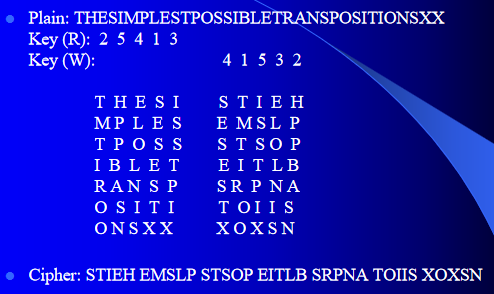 Plain: THESIMPLESTPOSSIBLETRANSPOSITIONSXX
Key (R): 2 5 4 1 3
Key (W): 4 1 5 3 2
T H E S I S T I E H
M P L E S E M S L P
T P O S S S T S O P
I B L E T E I T L B
R A N S P S R P N A
O S I T I T O I I S
O N S X X X O X S N
Cipher: STIEH EMSLP STSOP EITLB SRPNA TOIIS XOXSN